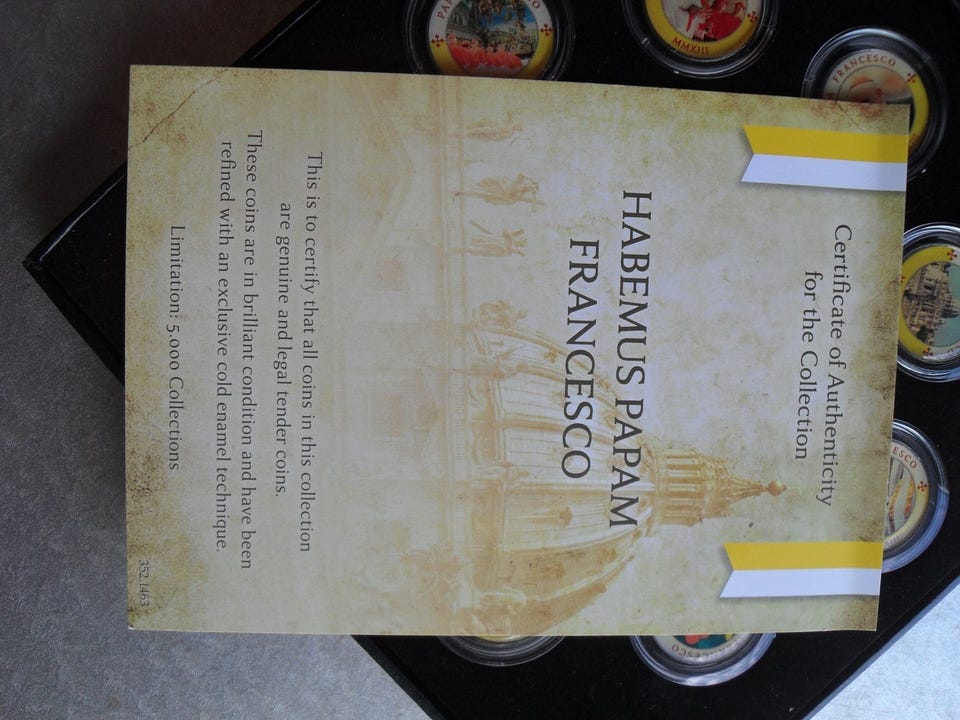 Certificate of Authenticity
for the Collection
HABEMUS PAPAM
FRANCESCO
This is to certify that all coins in this collection
are genuine and legal tender coins.
These coins are in brilliant condition and have been
refined with an exclusive cold enamel technique.
Limitation: 5.000 Collections
352 1463
MMXIII
FRANCESCO